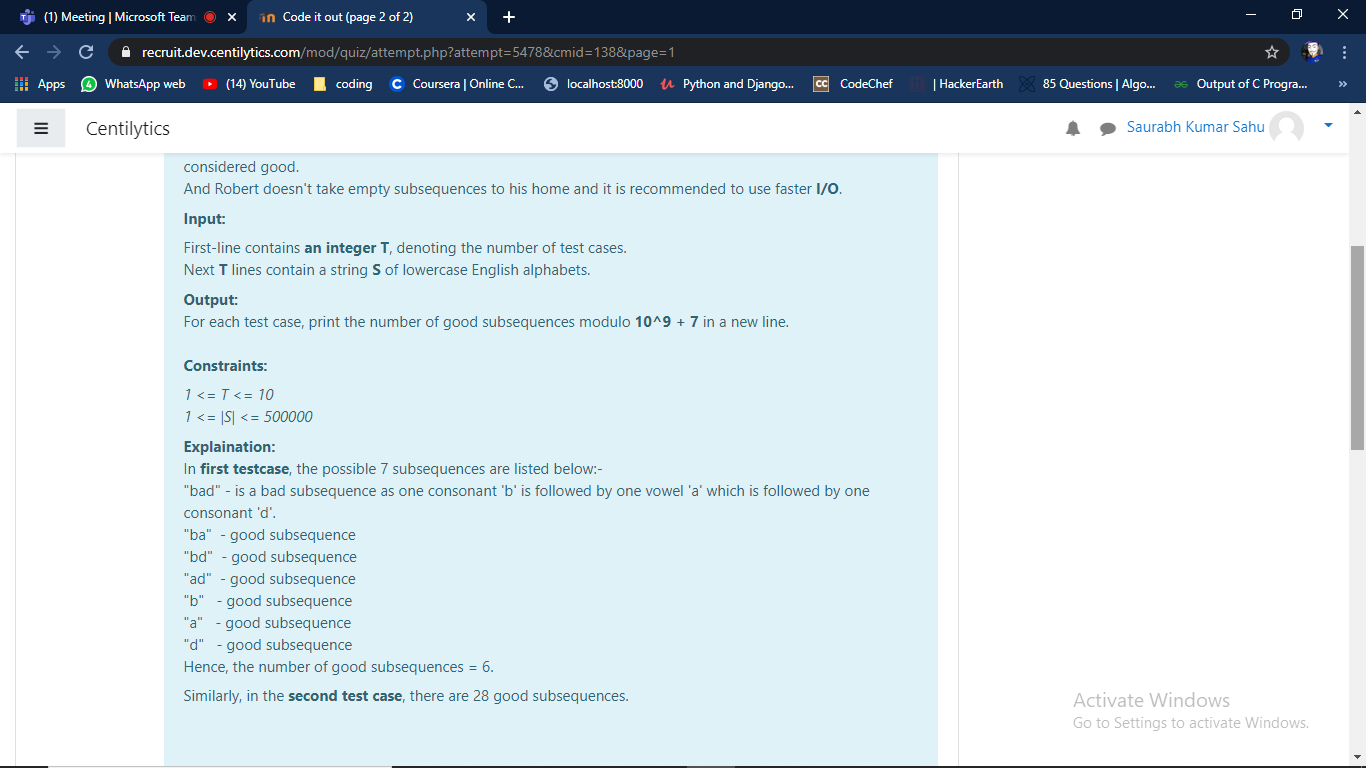 (1) Meeting | Microsoft Team
Code it out (page 2 of 2)
recruit.dev.centilytics.com/mod/quiz/attempt.php?attempt=5478&cmid=138&page=1
Apps
4
WhatsApp web
(14) YouTube
coding
C
Coursera | Online C...
localhost:8000
Python and Django...
CC
CodeChef
| HackerEarth
85 Questions | Algo...
Output of C Progra...
»
Centilytics
Saurabh Kumar Sahu
considered good.
And Robert doesn't take empty subsequences to his home and it is recommended to use faster I/O.
Input:
First-line contains an integer T, denoting the number of test cases.
Next T lines contain a string S of lowercase English alphabets.
Output:
For each test case, print the number of good subsequences modulo 10^9 + 7 in a new line.
Constraints:
1 <= T <= 10
1 <= |S| <= 500000
Explaination:
In first testcase, the possible 7 subsequences are listed below:-
"bad" - is a bad subsequence as one consonant 'b' is followed by one vowel 'a' which is followed by one
consonant 'd'.
"ba" - good subsequence
"bd" - good subsequence
"ad" - good subsequence
"b" - good subsequence
"a" - good subsequence
"d" - good subsequence
Hence, the number of good subsequences = 6.
Similarly, in the second test case, there are 28 good subsequences.
Activate Windows
Go to Settings to activate Windows.